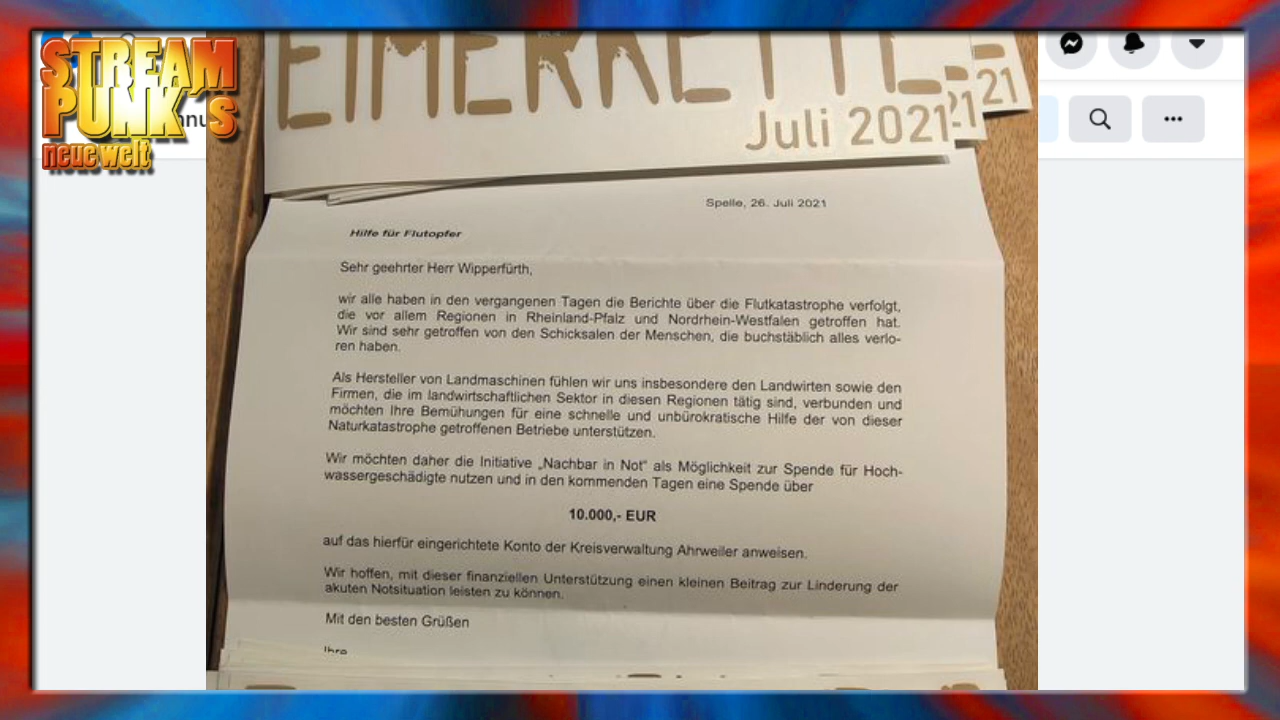 STREAM
PUNK's
neue welt
EIMERKETTE
Juli 2021
21
21
Spelle, 26. Juli 2021
Hilfe für Flutopfer
Sehr geehrter Herr Wipperfürth,
wir alle haben in den vergangenen Tagen die Berichte über die Flutkatastrophe verfolgt,
die vor allem Regionen in Rheinland-Pfalz und Nordrhein-Westfalen getroffen hat.
Wir sind sehr getroffen von den Schicksalen der Menschen, die buchstäblich alles verlo-
ren haben.
Als Hersteller von Landmaschinen fühlen wir uns insbesondere den Landwirten sowie den
Firmen, die im landwirtschaftlichen Sektor in diesen Regionen tätig sind, verbunden und
möchten Ihre Bemühungen für eine schnelle und unbürokratische Hilfe der von dieser
Naturkatastrophe getroffenen Betriebe unterstützen.
Wir möchten daher die Initiative „Nachbar in Not" als Möglichkeit zur Spende für Hoch-
wassergeschädigte nutzen und in den kommenden Tagen eine Spende über
10.000,- EUR
auf das hierfür eingerichtete Konto der Kreisverwaltung Ahrweiler anweisen.
Wir hoffen, mit dieser finanziellen Unterstützung einen kleinen Beitrag zur Linderung der
akuten Notsituation leisten zu können.
Mit den besten Grüßen
Ihre